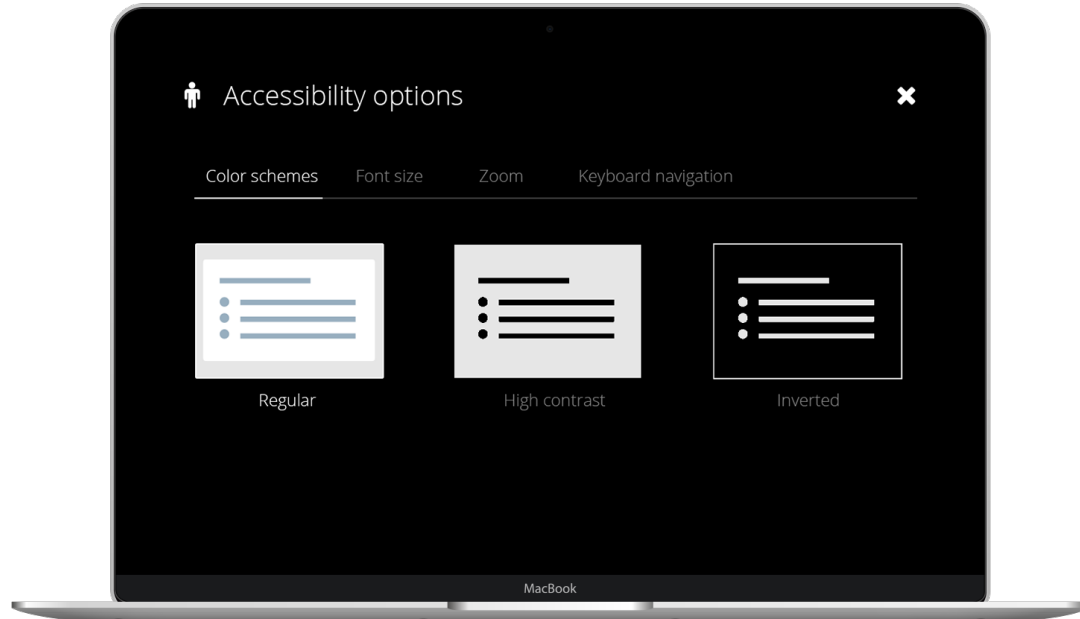 Accessibility options
Color schemes Font size Zoom Keyboard navigation
Regular High contrast Inverted
MacBook